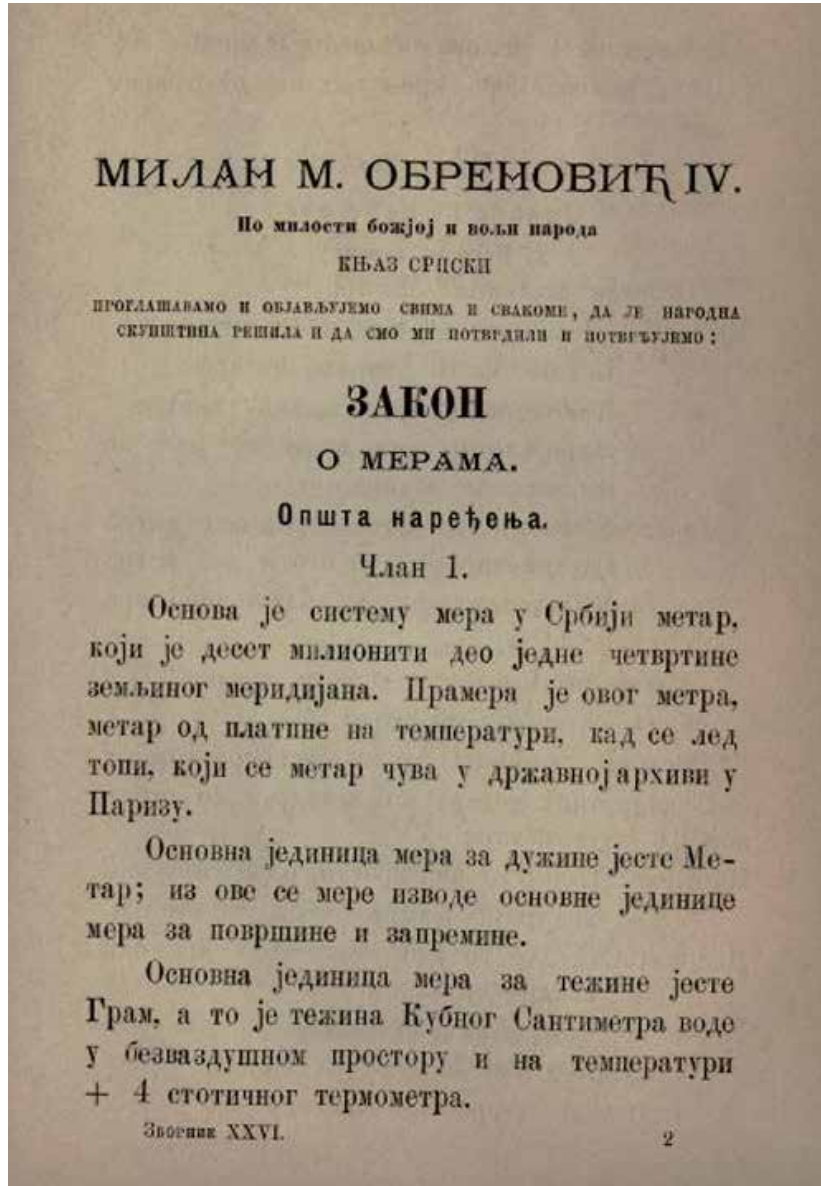 МИЛАН М. ОБРЕНОВИЋ IV.
По милости божјој и вољи народа
КЊАЗ СРПСКИ
ПРОГЛАШАВАМО И ОБЈАВЉУЈЕМО СВИМА И СВАКОМЕ, ДА ЈЕ НАРОДНА
СКУПШТИНА РЕШИЛА И ДА СМО МИ ПОТВРДИЛИ И ПОТВРЂУЈЕМО:
ЗАКОН
О МЕРАМА.
Општа наређења.
Члан 1.
Основа је систему мера у Србији метар,
који је десет милионити део једне четвртине
земљиног меридијана. Прамера је овог метра,
метар од платине на температури, кад се лед
топи, који се метар чува у државној архиви у
Паризу.
Основна јединица мера за дужине јесте Ме-
тар; из ове се мере изводе основне јединице
мера за површине и запремине.
Основна јединица мера за тежине јесте
Грам, а то је тежина Кубног Сантиметра воде
у безваздушном простору и на температури
+ 4 стотичног термометра.
Зборник XXVI.
2